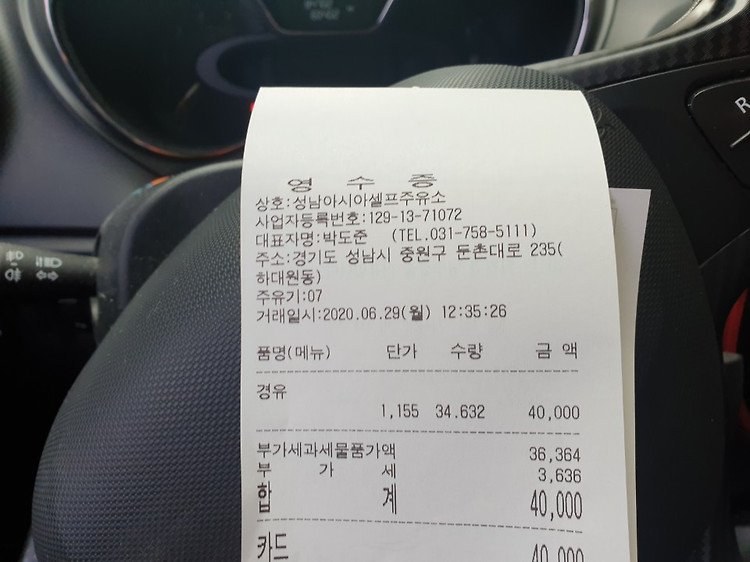 영 수 증
상호:성남아시아셀프주유소
사업자등록번호:129-13-71072
대표자명:박도준 (TEL.031-758-5111)
주소:경기도 성남시 중원구 둔촌대로 235(
하대원동)
주유기:07
거래일시:2020.06.29(월) 12:35:26
품명(메뉴) 단가 수량 금 액
경유
1,155 34.632 40,000
부가세과세물품가액 36,364
부 가 세 3,636
합 계 40,000
카드 40,000
R